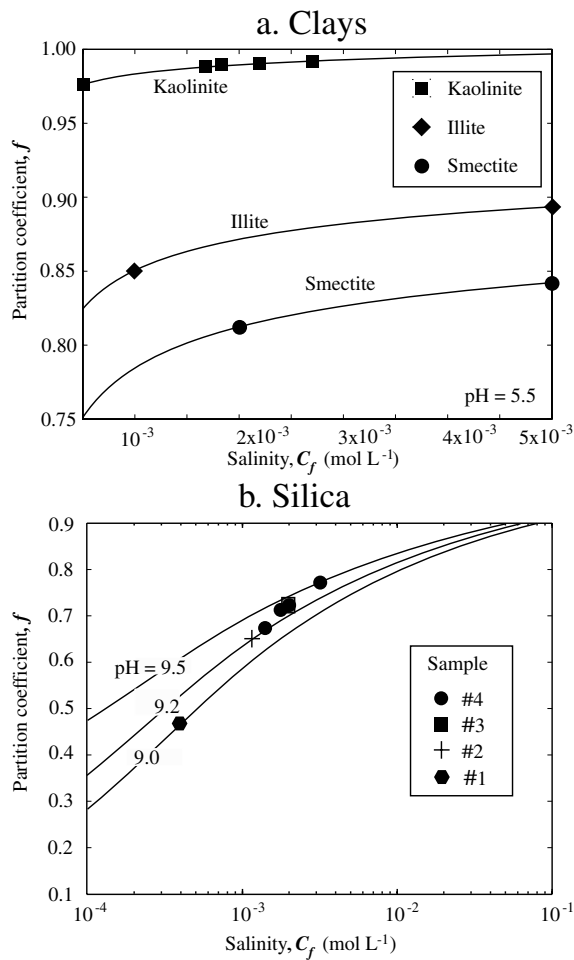 a. Clays
1.00
0.95
0.90
0.85
0.80
0.75
Partition coefficient, f
Kaolinite
Illite
Smectite
Kaolinite
Illite
Smectite
pH = 5.5
10⁻³ 2x10⁻³ 3x10⁻³ 4x10⁻³ 5x10⁻³
Salinity, C_f (mol L⁻¹)
b. Silica
0.9
0.8
0.7
0.6
0.5
0.4
0.3
0.2
0.1
Partition coefficient, f
pH = 9.5
9.2
9.0
Sample
#4
#3
#2
#1
10⁻⁴ 10⁻³ 10⁻² 10⁻¹
Salinity, C_f (mol L⁻¹)